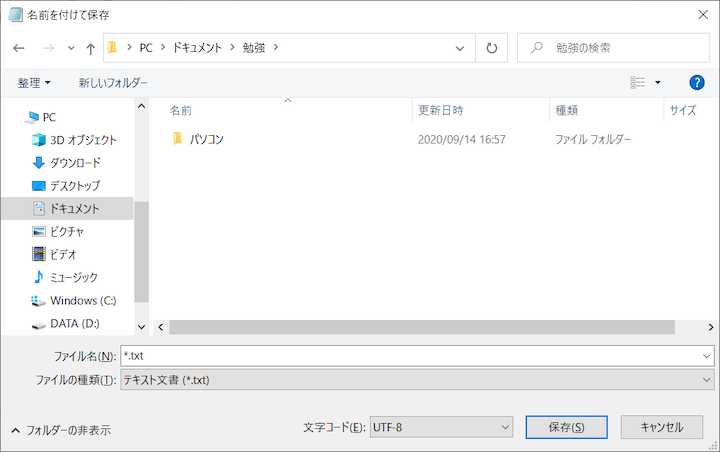 名前を付けて保存
PC ドキュメント 勉強 勉強の検索
整理 新しいフォルダー ?
名前 更新日時 種類 サイズ
パソコン 2020/09/14 16:57 ファイル フォルダー
PC
3D オブジェクト
ダウンロード
デスクトップ
ドキュメント
ピクチャ
ビデオ
ミュージック
Windows (C:)
DATA (D:)
ファイル名(N): *.txt
ファイルの種類(T): テキスト文書 (*.txt)
フォルダーの非表示 文字コード(E): UTF-8 保存(S) キャンセル